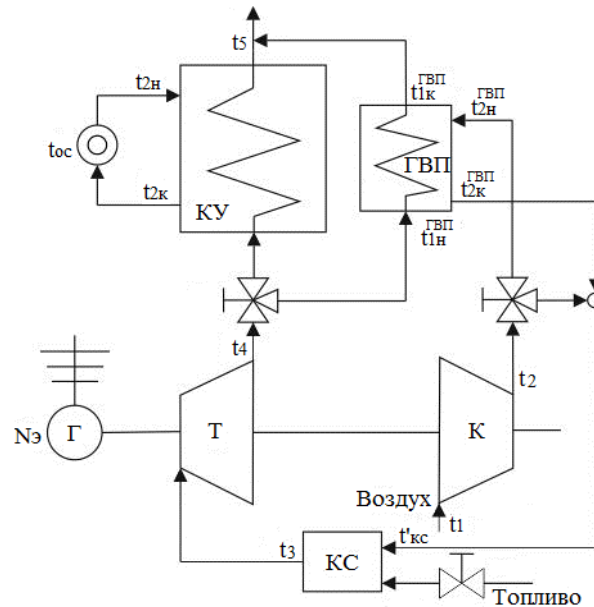 t5
t2н
ГВП
t1к
ГВП
t2н
tос
ГВП
ГВП
t2к
t2к
КУ
ГВП
t1н
t4
t2
Nэ
Г
Т
К
Воздух
t1
t3
КС
t'кс
Топливо